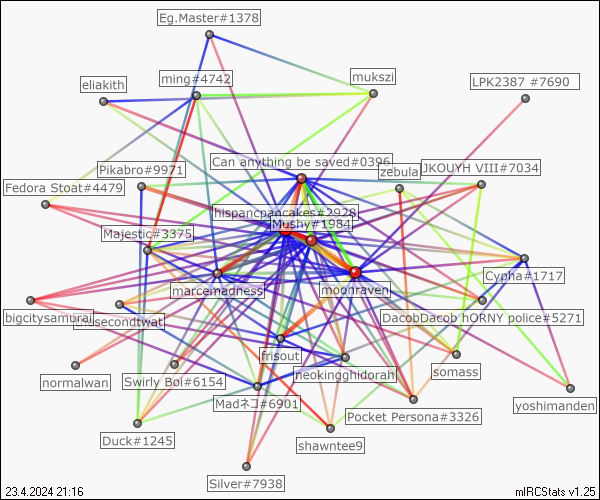 Eg.Master#1378
ming#4742
mukszi
eliakith
LPK2387 #7690
Can anything be saved#0396
zebula
JKOUYH VIII#7034
Pikabro#9971
Fedora Stoat#4479
hispancpancakes#2928
Mushy#1984
Majestic#3375
Cypha#1717
marcemadness
moonraven
bigcitysamurai
musecondtwat
DacobDacob hORNY police#5271
frisout
neokingghidorah
somass
normalwan
Swirly Boi#6154
Madネコ#6901
yoshimanden
Pocket Persona#3326
Duck#1245
shawntee9
Silver#7938
23.4.2024 21:16
mIRCStats v1.25